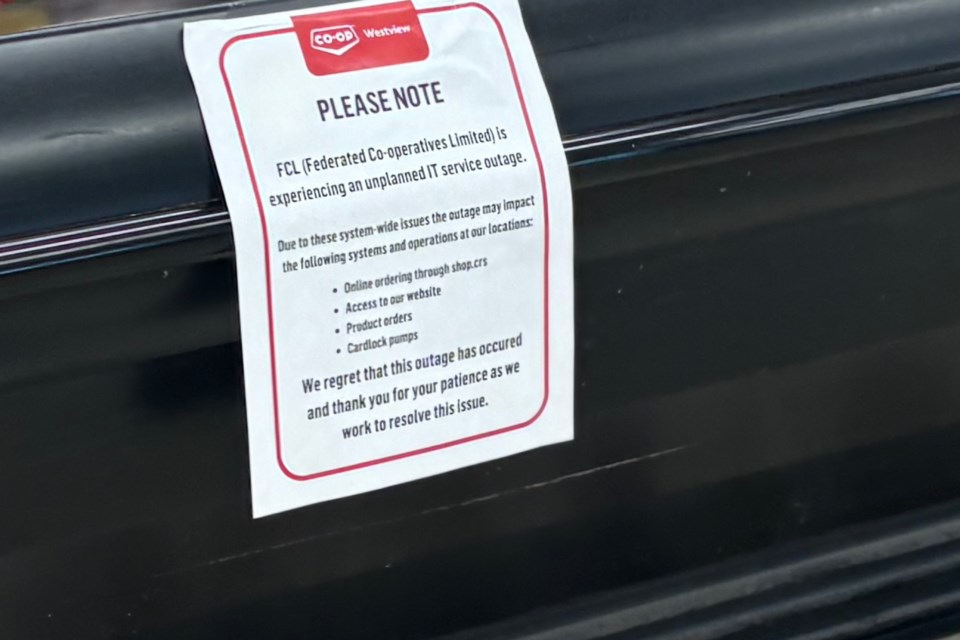 CO-OP Westview
PLEASE NOTE
FCL (Federated Co-operatives Limited) is
experiencing an unplanned IT service outage.
Due to these system-wide issues the outage may impact
the following systems and operations at our locations:
• Online ordering through shop.crs
• Access to our website
• Product orders
• Cardlock pumps
We regret that this outage has occured
and thank you for your patience as we
work to resolve this issue.